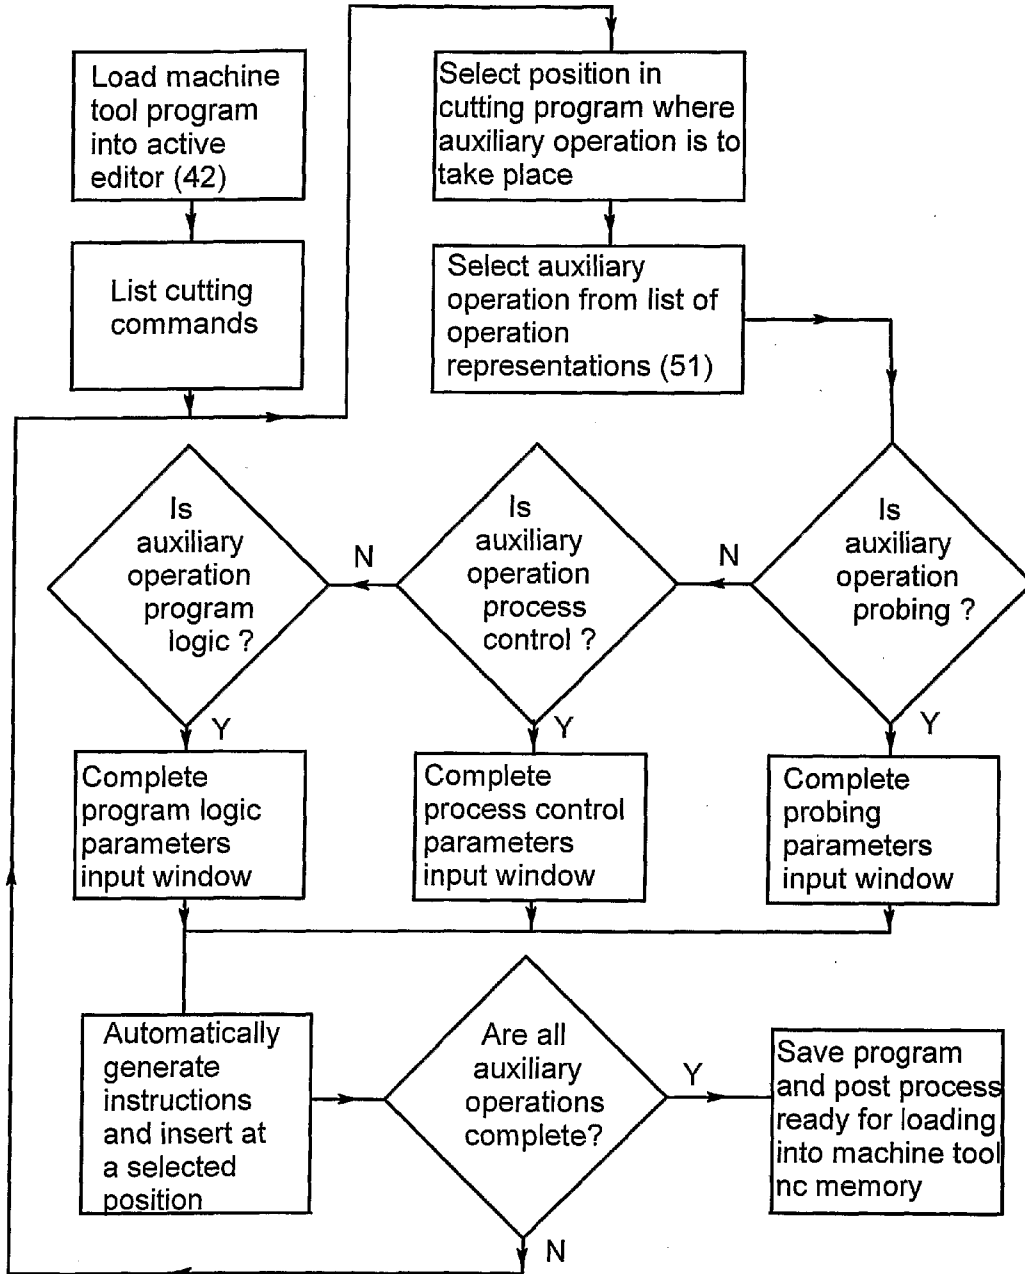 Load machine
tool program
into active
editor (42)
List cutting
commands
Select position in
cutting program where
auxiliary operation is to
take place
Select auxiliary
operation from list of
operation
representations (51)
Is
auxiliary
operation
probing ?
N
Y
Is
auxiliary
operation
process
control ?
N
Y
Is
auxiliary
operation
program
logic ?
Y
Complete
program logic
parameters
input window
Complete
process control
parameters
input window
Complete
probing
parameters
input window
Automatically
generate
instructions
and insert at
a selected
position
Are all
auxiliary
operations
complete?
Y
N
Save program
and post process
ready for loading
into machine tool
nc memory